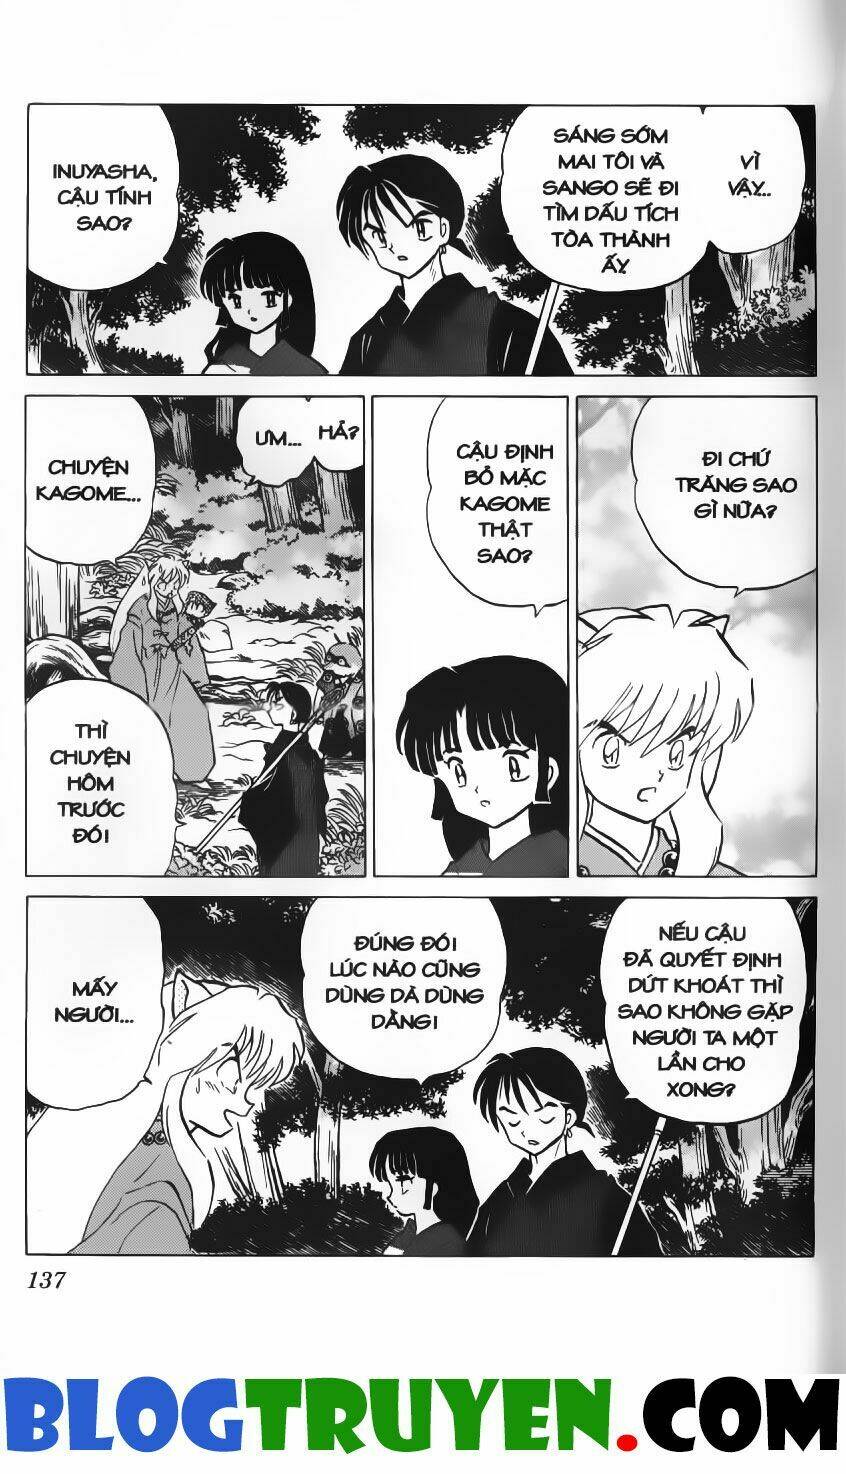 VÌ
VẬY...
SÁNG SỚM
MAI TÔI VÀ
SANGO SẼ ĐI
TÌM DẤU TÍCH
TÒA THÀNH
ẤY.
INUYASHA,
CẬU TÍNH
SAO?
ĐI CHỨ
TRĂNG SAO
GÌ NỮA?
CẬU ĐỊNH
BỎ MẶC
KAGOME
THẬT
SAO?
HẢ?
ƯM...
CHUYỆN
KAGOME...
THÌ
CHUYỆN
HÔM
TRƯỚC
ĐÓ!
NẾU CẬU
ĐÃ QUYẾT ĐỊNH
DỨT KHOÁT THÌ
SAO KHÔNG GẶP
NGƯỜI TA MỘT
LẦN CHO
XONG?
ĐÚNG ĐÓ!
LÚC NÀO CŨNG
DÙNG DÀ DÙNG
DẰNG!
MẤY
NGƯỜI...
137
BLOGTRUYEN.COM